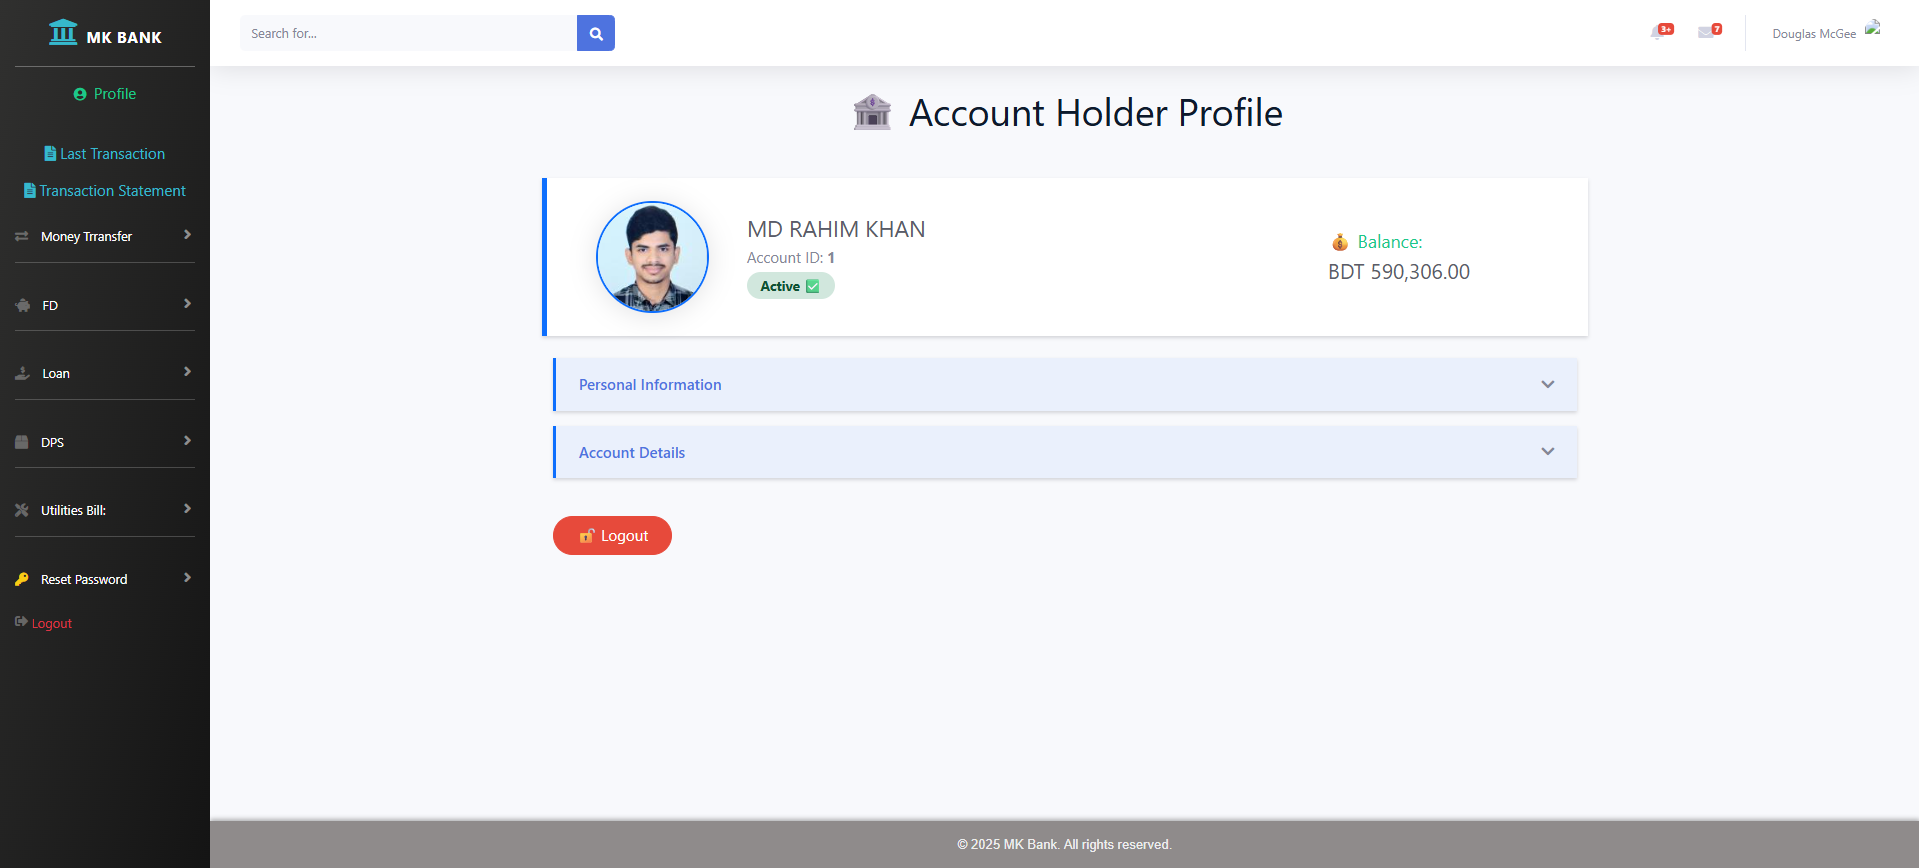 MK BANK
Profile
Last Transaction
Transaction Statement
Money Trransfer
FD
Loan
DPS
Utilities Bill:
Reset Password
Logout
Search for...
3+
7
Douglas McGee
Account Holder Profile
MD RAHIM KHAN
Account ID: 1
Active ✅
💰 Balance:
BDT 590,306.00
Personal Information
Account Details
🔓 Logout
© 2025 MK Bank. All rights reserved.